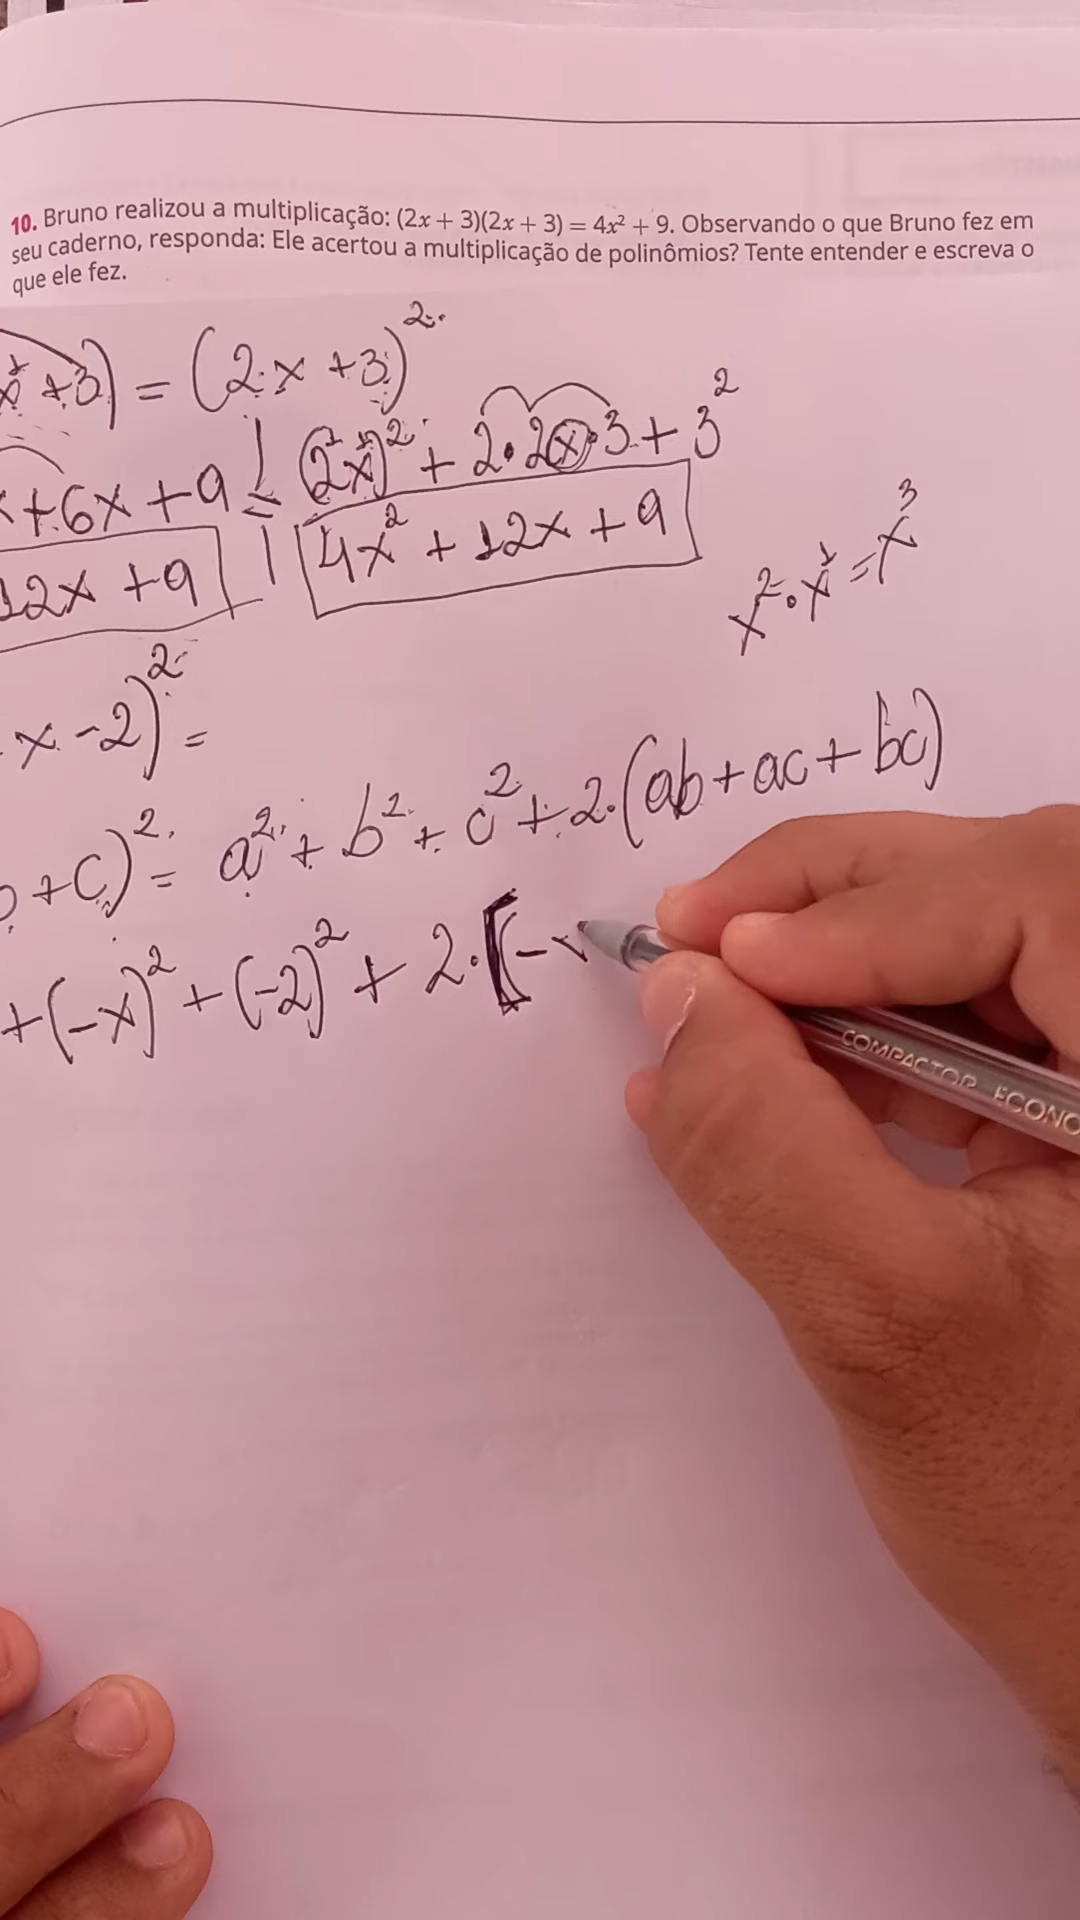 10. Bruno realizou a multiplicação: (2x + 3)(2x + 3) = 4x² + 9. Observando o que Bruno fez em
seu caderno, responda: Ele acertou a multiplicação de polinômios? Tente entender e escreva o
que ele fez.
+3) = (2·x +3)²
+6x +9 = (2x)² + 2·2x·3 + 3²
12x +9
4x² + 12x + 9
x²·x¹ = x³
x -2)² =
+c)² = a² + b² + c² + 2·(ab + ac + bc)
+(-x)² + (-2)² + 2·[-x
COMPACTOR ECONO